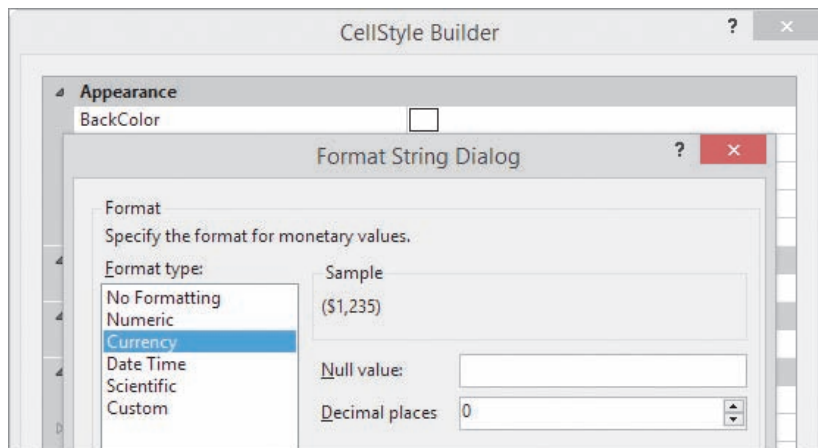 CellStyle Builder
?
×
Appearance
BackColor
Format String Dialog
?
×
Format
Specify the format for monetary values.
Format type:
No Formatting
Numeric
Currency
Date Time
Scientific
Custom
Sample
($1,235)
Null value:
Decimal places 0